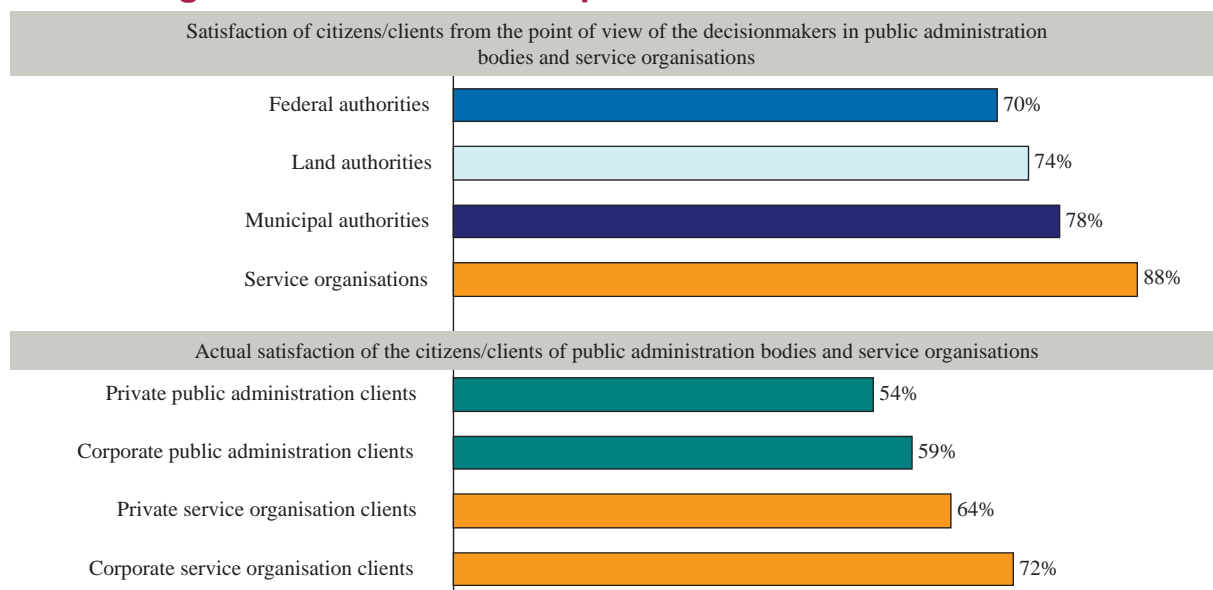 Satisfaction of citizens/clients from the point of view of the decisionmakers in public administration
bodies and service organisations
Federal authorities 70%
Land authorities 74%
Municipal authorities 78%
Service organisations 88%
Actual satisfaction of the citizens/clients of public administration bodies and service organisations
Private public administration clients 54%
Corporate public administration clients 59%
Private service organisation clients 64%
Corporate service organisation clients 72%